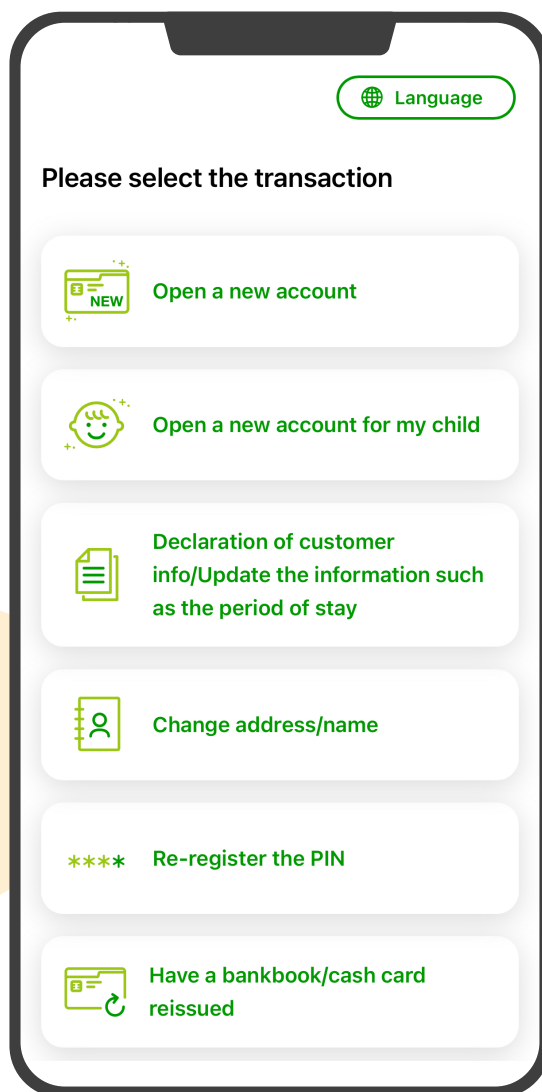 Language
Please select the transaction
NEW
Open a new account
Open a new account for my child
Declaration of customer
info/Update the information such
as the period of stay
Change address/name
****
Re-register the PIN
Have a bankbook/cash card
reissued